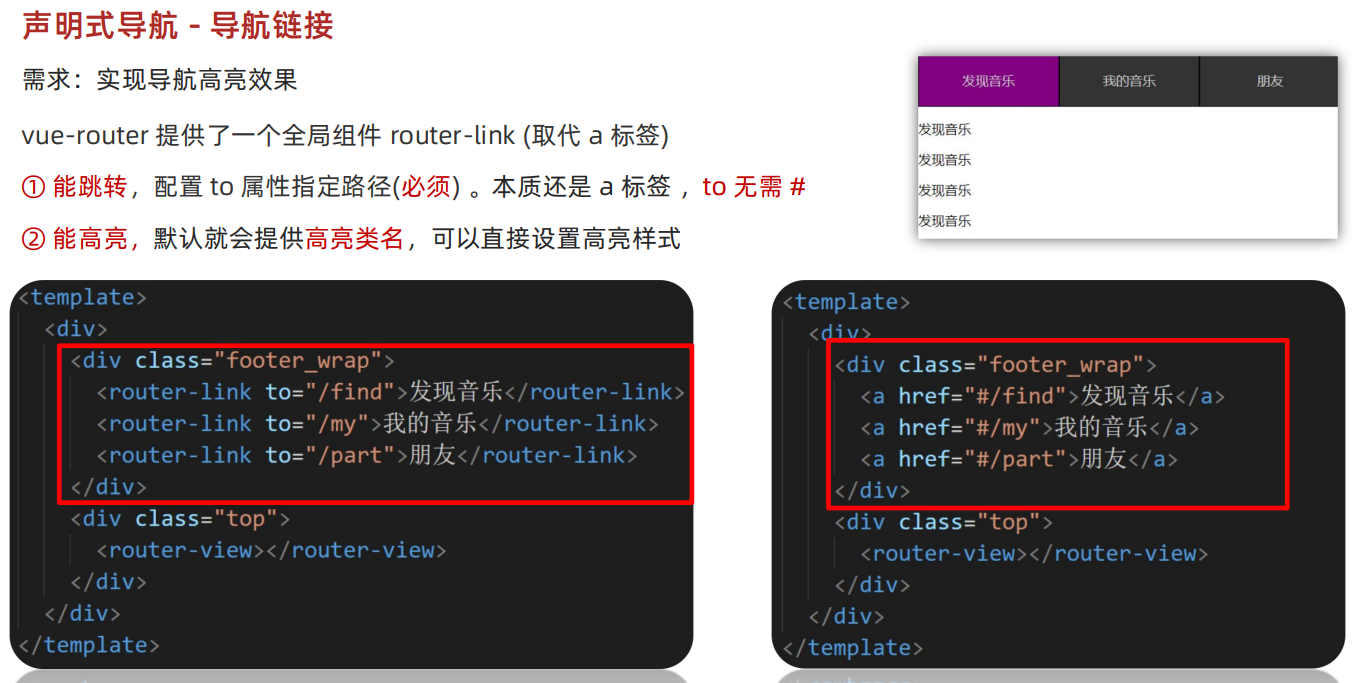 声明式导航 - 导航链接
需求：实现导航高亮效果
vue-router 提供了一个全局组件 router-link (取代 a 标签)
① 能跳转，配置 to 属性指定路径(必须) 。本质还是 a 标签 ，to 无需 #
② 能高亮，默认就会提供高亮类名，可以直接设置高亮样式
发现音乐 我的音乐 朋友
发现音乐
发现音乐
发现音乐
发现音乐
<template>
<div>
<div class="footer_wrap">
<router-link to="/find">发现音乐</router-link>
<router-link to="/my">我的音乐</router-link>
<router-link to="/part">朋友</router-link>
</div>
<div class="top">
<router-view></router-view>
</div>
</div>
</template>
<template>
<div>
<div class="footer_wrap">
<a href="#/find">发现音乐</a>
<a href="#/my">我的音乐</a>
<a href="#/part">朋友</a>
</div>
<div class="top">
<router-view></router-view>
</div>
</div>
</template>